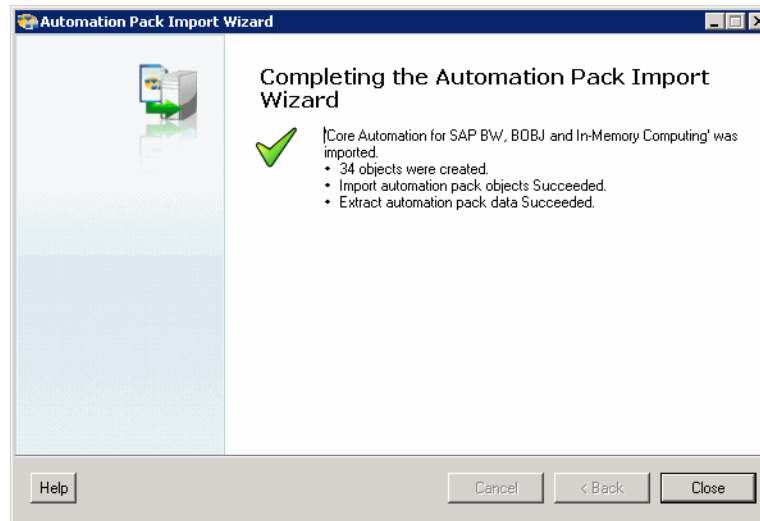 Automation Pack Import Wizard
Completing the Automation Pack Import
Wizard
'Core Automation for SAP BW, BOBJ and In-Memory Computing' was
imported.
• 34 objects were created.
• Import automation pack objects Succeeded.
• Extract automation pack data Succeeded.
Help
Cancel
< Back
Close